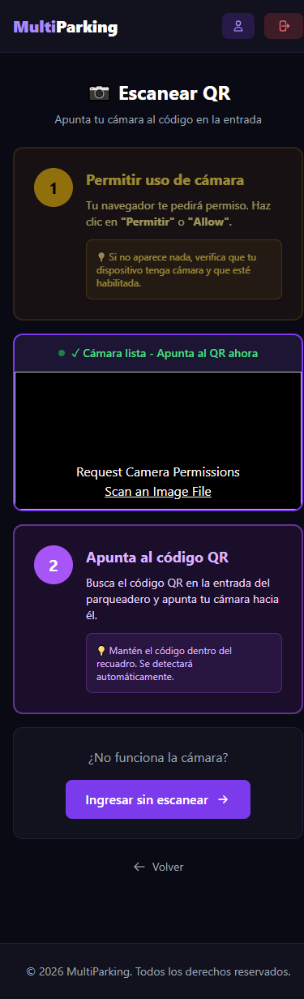 MultiParking
Escanear QR
Apunta tu cámara al código en la entrada
1
Permitir uso de cámara
Tu navegador te pedirá permiso. Haz
clic en "Permitir" o "Allow".
Si no aparece nada, verifica que tu
dispositivo tenga cámara y que esté
habilitada.
✓ Cámara lista - Apunta al QR ahora
Request Camera Permissions
Scan an Image File
2
Apunta al código QR
Busca el código QR en la entrada del
parqueadero y apunta tu cámara hacia
él.
Mantén el código dentro del
recuadro. Se detectará
automáticamente.
¿No funciona la cámara?
Ingresar sin escanear →
← Volver
© 2026 MultiParking. Todos los derechos reservados.